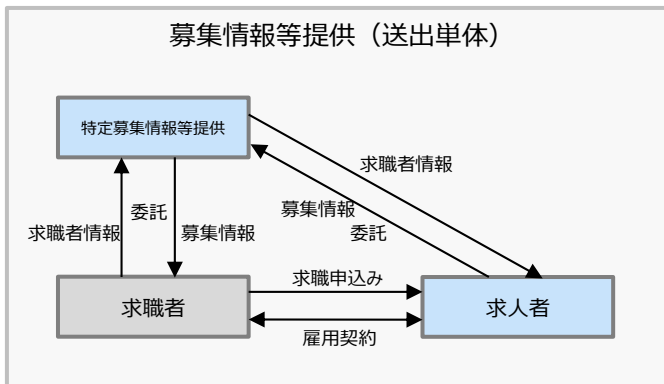 募集情報等提供（送出単体）
特定募集情報等提供
求職者情報
委託
募集情報
求職者情報
募集情報
委託
求職者
求職申込み
求人者
雇用契約